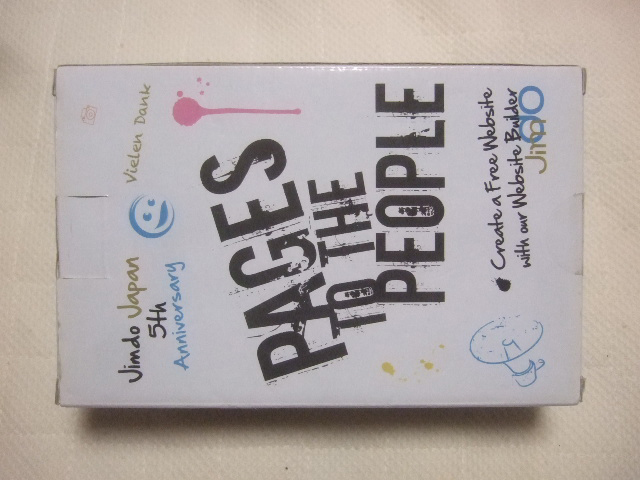 Jimdo Japan
5th
Anniversary
Vielen Dank
PAGES
TO THE
PEOPLE
Create a Free Website
with our Website Builder
Jimdo